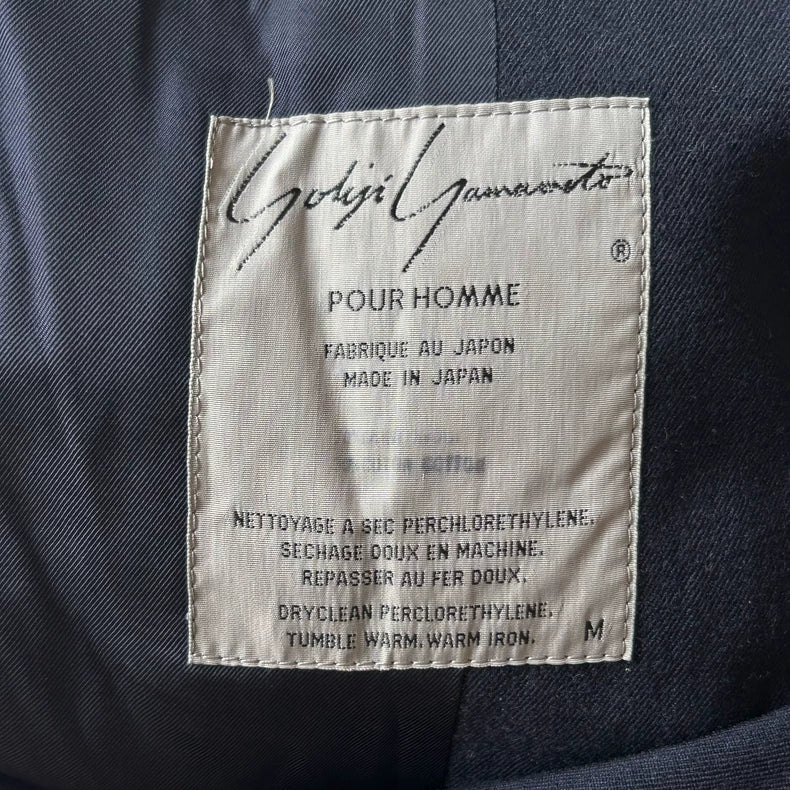 Yohji Yamamoto
®
POUR HOMME
FABRIQUE AU JAPON
MADE IN JAPAN
cotton
NETTOYAGE A SEC PERCHLORETHYLENE.
SECHAGE DOUX EN MACHINE.
REPASSER AU FER DOUX.
DRYCLEAN PERCLORETHYLENE.
TUMBLE WARM. WARM IRON.
M